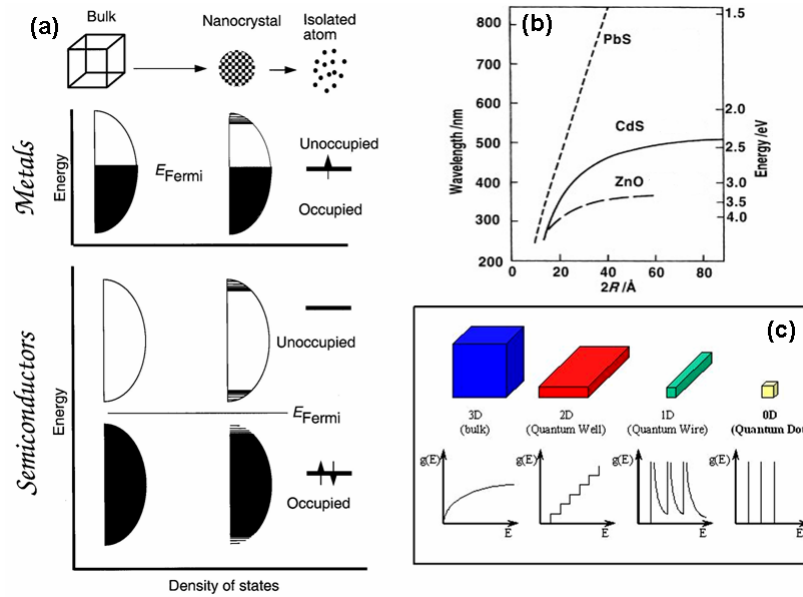 (a)
Bulk
Nanocrystal
Isolated
atom
Metals
Energy
EFermi
Unoccupied
Occupied
Semiconductors
Energy
Unoccupied
EFermi
Occupied
Density of states
(b)
800
700
600
500
400
300
200
Wavelength /nm
PbS
CdS
ZnO
1.5
2.0
2.5
3.0
3.5
4.0
Energy /eV
0
20
40
60
80
2R /Å
(c)
3D
(bulk)
2D
(Quantum Well)
1D
(Quantum Wire)
0D
(Quantum Dot
g(E)
E
g(E)
E
g(E)
E
g(E)
E